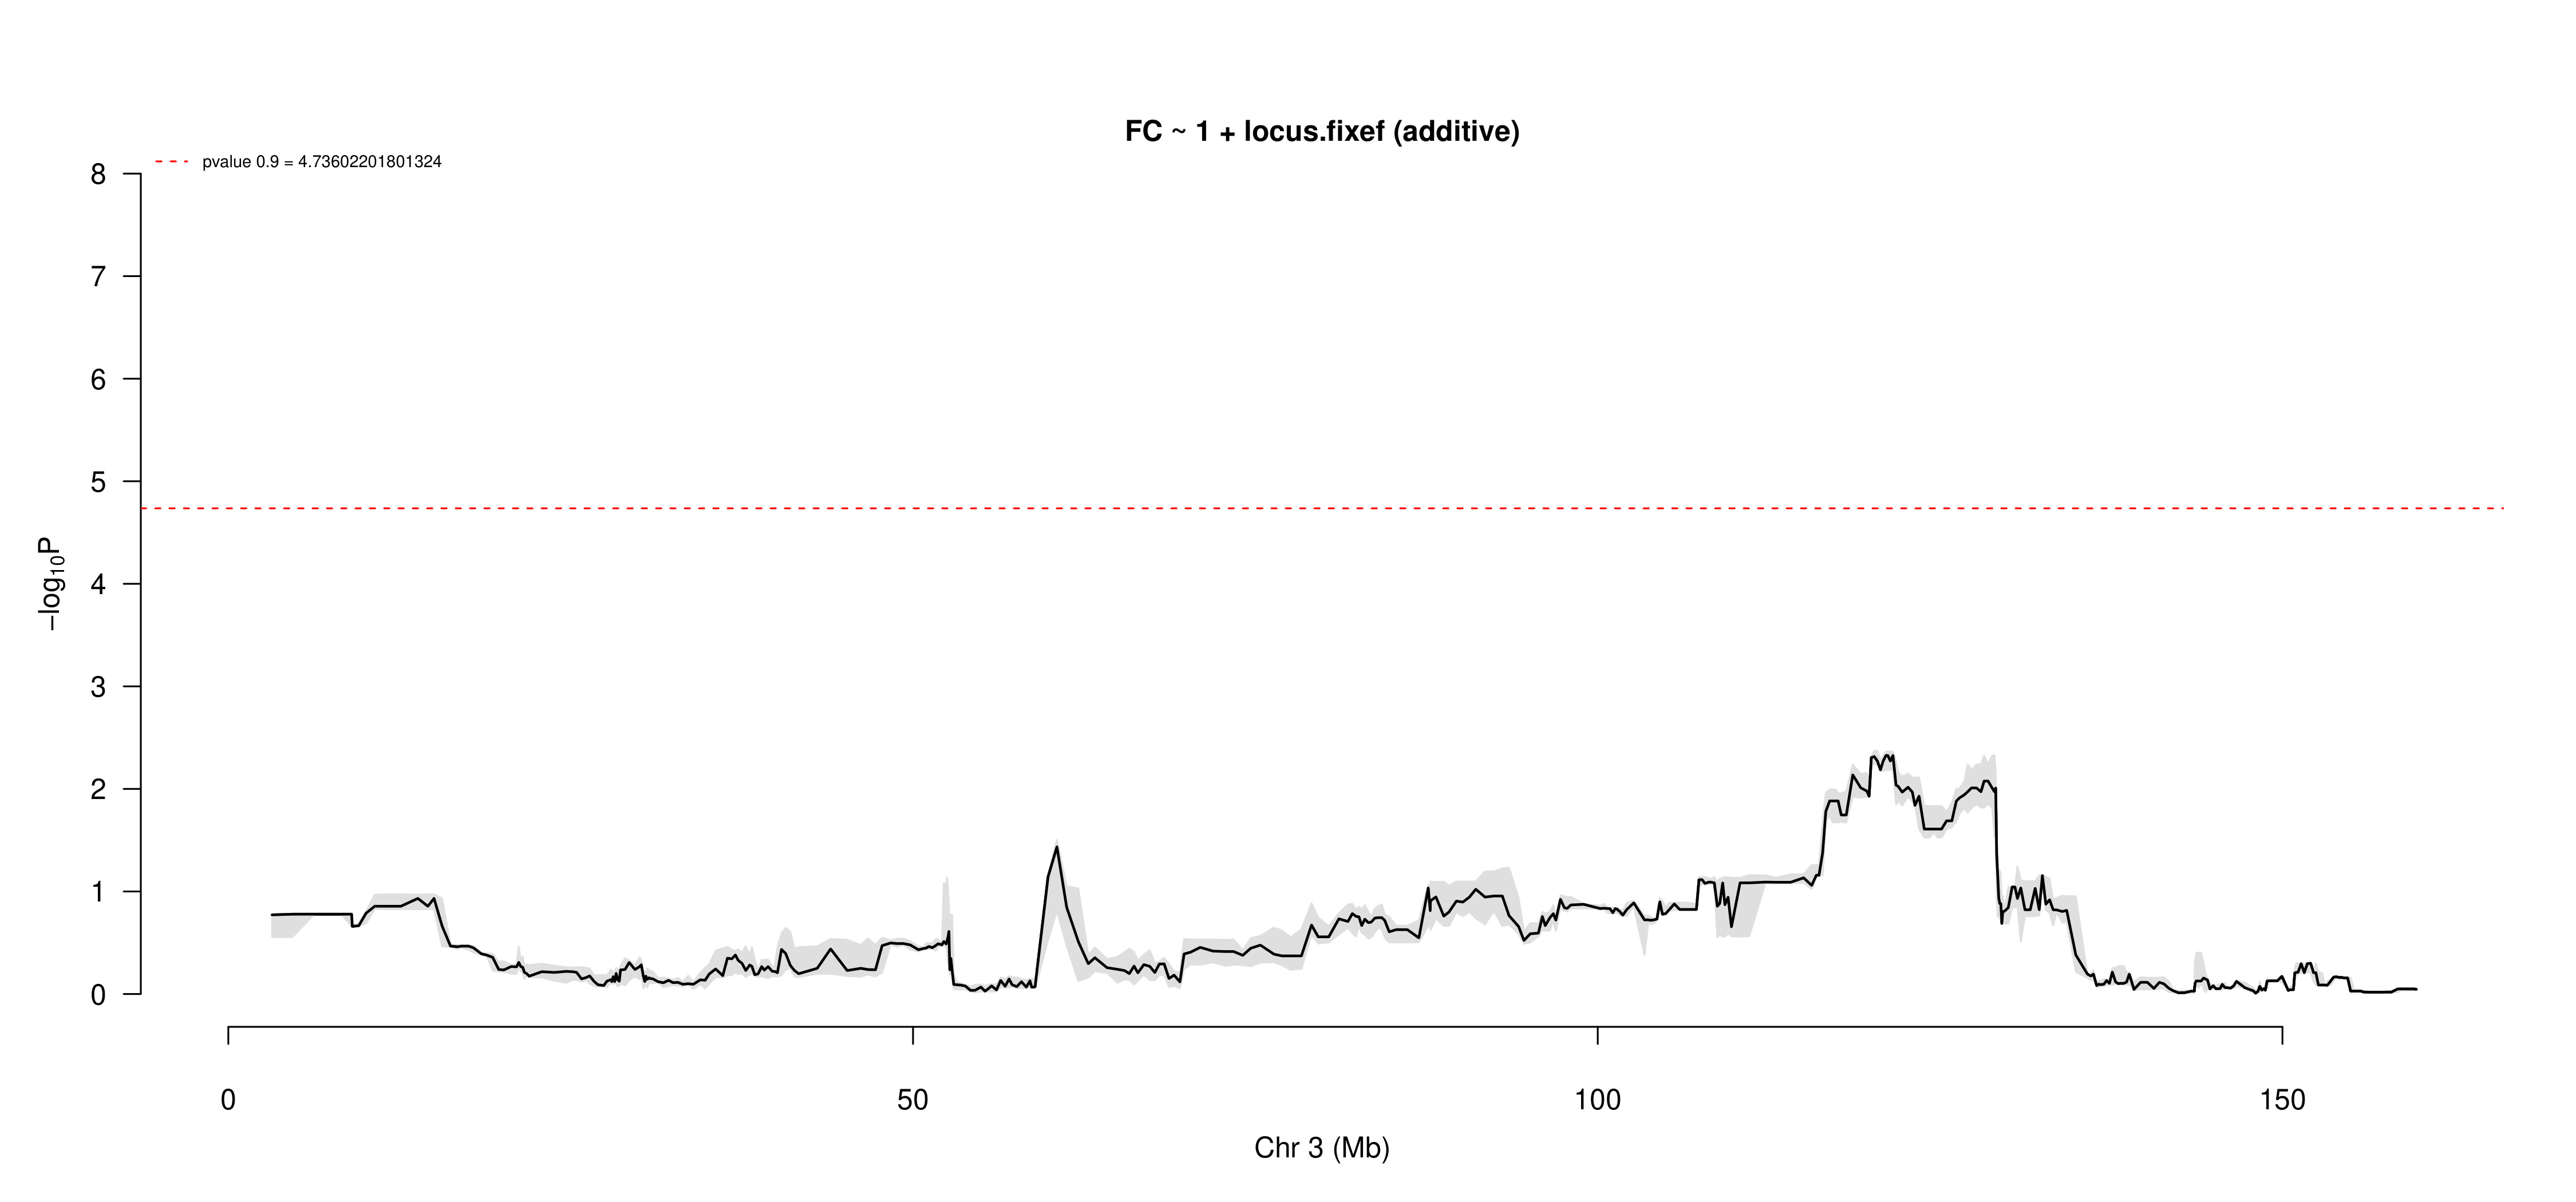 FC ~ 1 + locus.fixef (additive)
pvalue 0.9 = 4.73602201801324
8
7
6
5
4
3
2
1
0
−log₁₀P
0 50 100 150
Chr 3 (Mb)